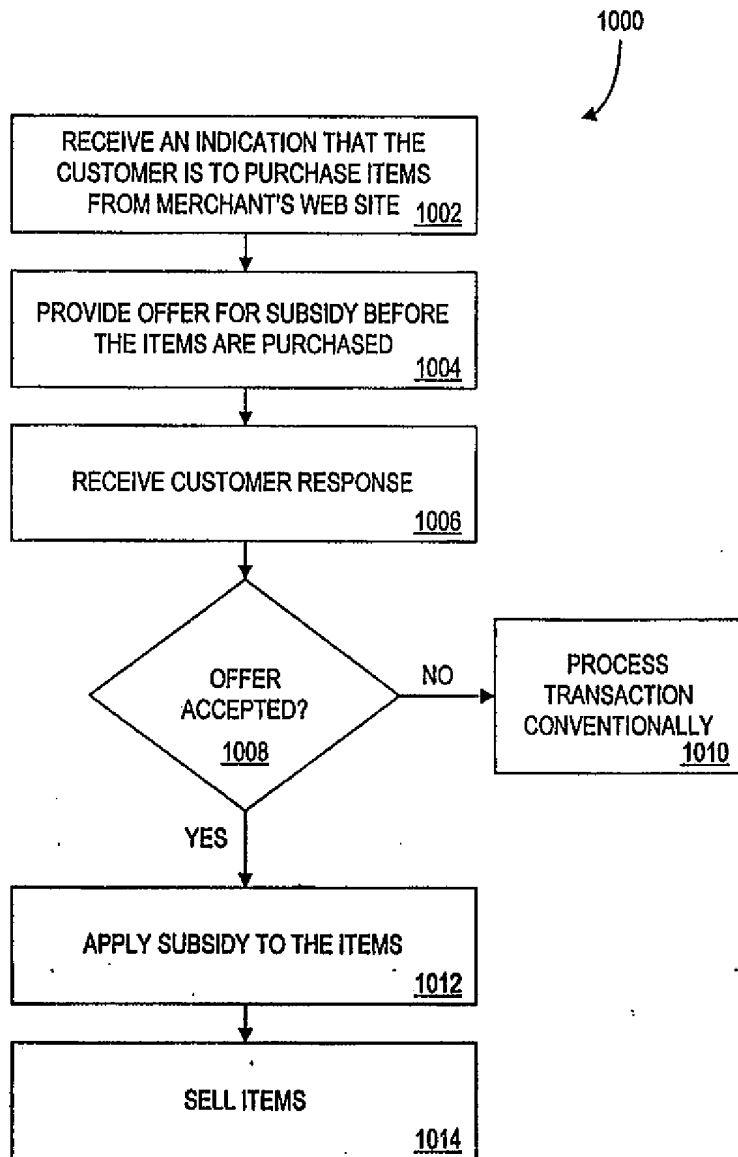 1000
RECEIVE AN INDICATION THAT THE
CUSTOMER IS TO PURCHASE ITEMS
FROM MERCHANT'S WEB SITE
1002
PROVIDE OFFER FOR SUBSIDY BEFORE
THE ITEMS ARE PURCHASED
1004
RECEIVE CUSTOMER RESPONSE
1006
OFFER
ACCEPTED?
1008
NO
PROCESS
TRANSACTION
CONVENTIONALLY
1010
YES
APPLY SUBSIDY TO THE ITEMS
1012
SELL ITEMS
1014